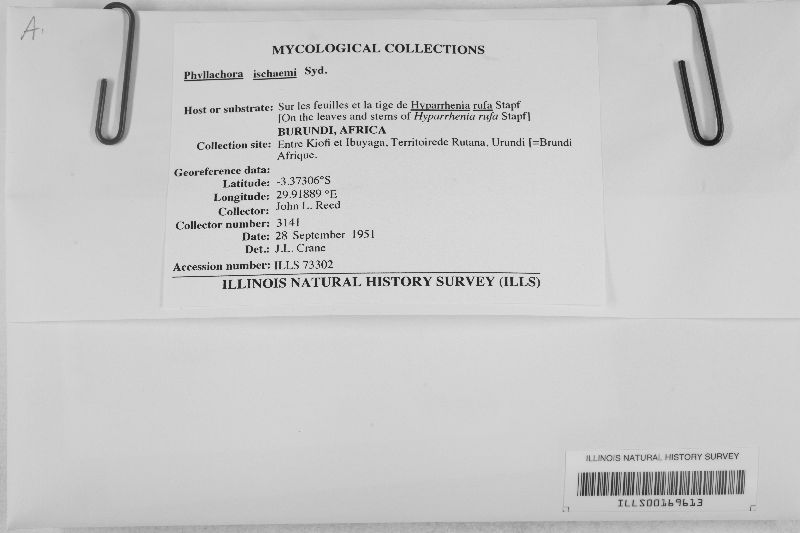 A.
MYCOLOGICAL COLLECTIONS
Phyllachora ischaemi Syd.
Host or substrate: Sur les feuilles et la tige de Hyparrhenia rufa Stapf
[On the leaves and stems of Hyparrhenia rufa Stapf]
BURUNDI, AFRICA
Collection site: Entre Kiofi et Ibuyaga, Territoirede Rutana, Urundi [=Brundi
Afrique.
Georeference data:
Latitude: -3.37306°S
Longitude: 29.91889 °E
Collector: John L. Reed
Collector number: 3141
Date: 28 September 1951
Det.: J.L. Crane
Accession number: ILLS 73302
ILLINOIS NATURAL HISTORY SURVEY (ILLS)
ILLINOIS NATURAL HISTORY SURVEY
ILLS00169613